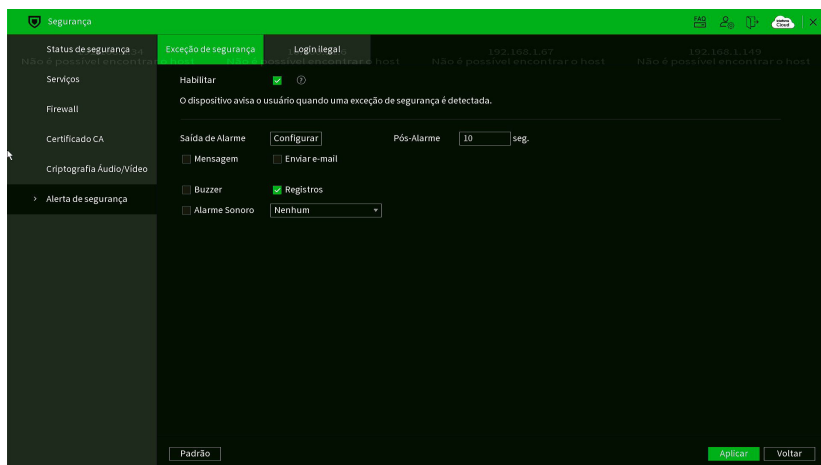 Segurança
FAQ
Cloud
Status de segurança
Exceção de segurança
Login ilegal
192.168.1.67
192.168.1.149
Não é possível encontrar o host
Não é possível encontrar o host
Serviços
Habilitar
O dispositivo avisa o usuário quando uma exceção de segurança é detectada.
Firewall
Certificado CA
Saída de Alarme Configurar Pós-Alarme 10 seg.
Mensagem Enviar e-mail
Criptografia Áudio/Vídeo
Buzzer Registros
> Alerta de segurança
Alarme Sonoro Nenhum
Padrão
Aplicar
Voltar